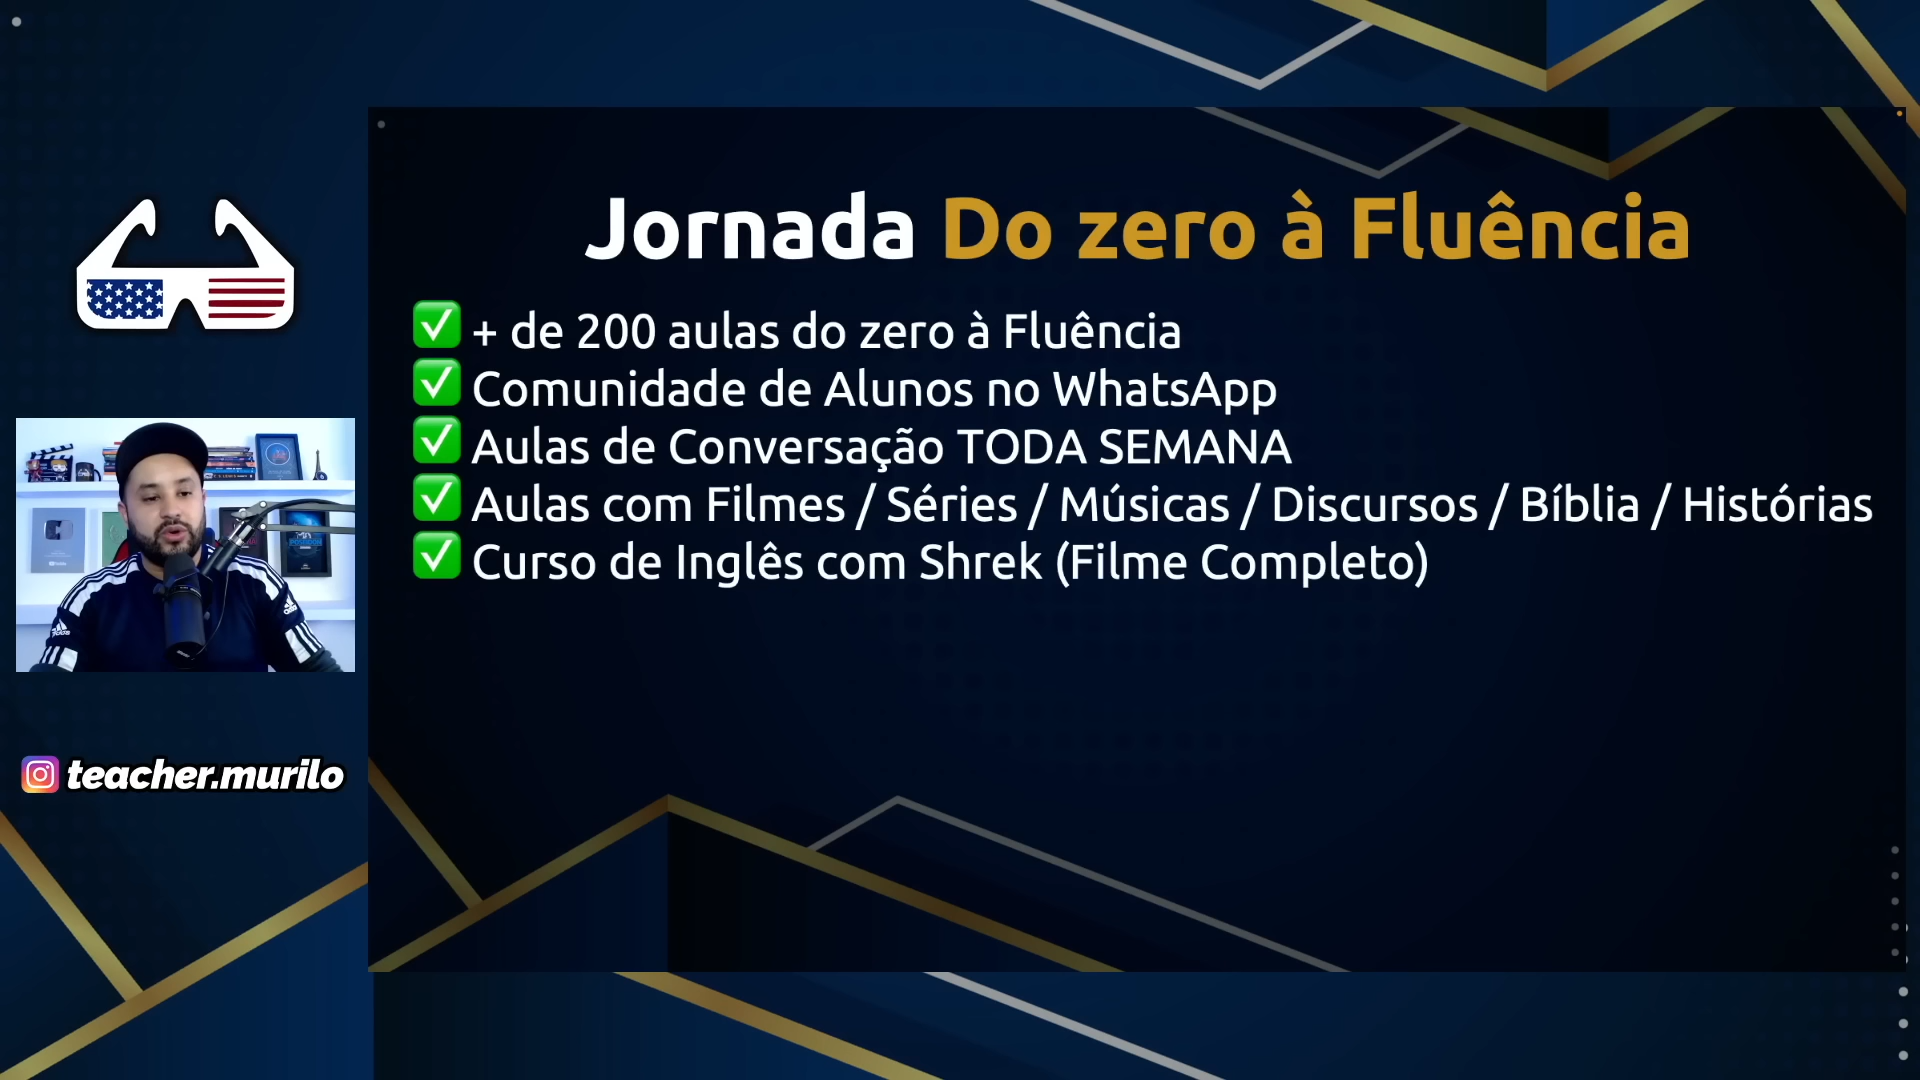 Jornada Do zero à Fluência
✅ + de 200 aulas do zero à Fluência
✅ Comunidade de Alunos no WhatsApp
✅ Aulas de Conversação TODA SEMANA
✅ Aulas com Filmes / Séries / Músicas / Discursos / Bíblia / Histórias
✅ Curso de Inglês com Shrek (Filme Completo)
teacher.murilo